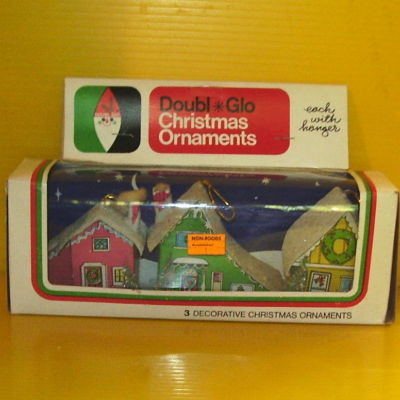 Doubl*Glo
Christmas
Ornaments
each
with
hanger
NON-FOODS
3 DECORATIVE CHRISTMAS ORNAMENTS